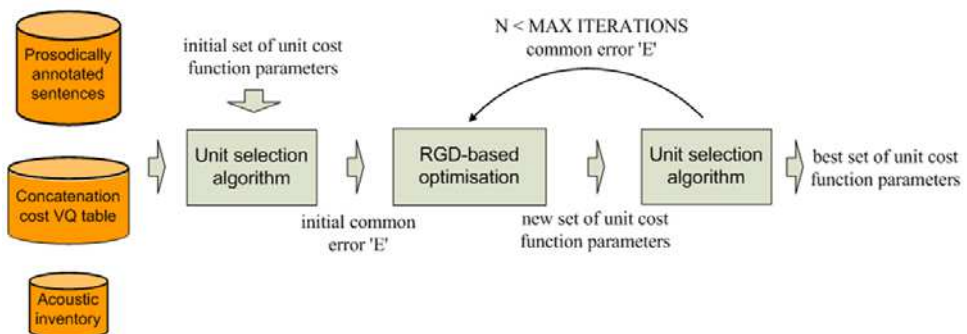 Prosodically
annotated
sentences
Concatenation
cost VQ table
Acoustic
inventory
initial set of unit cost
function parameters
Unit selection
algorithm
initial common
error 'E'
RGD-based
optimisation
N < MAX ITERATIONS
common error 'E'
new set of unit cost
function parameters
Unit selection
algorithm
best set of unit cost
function parameters